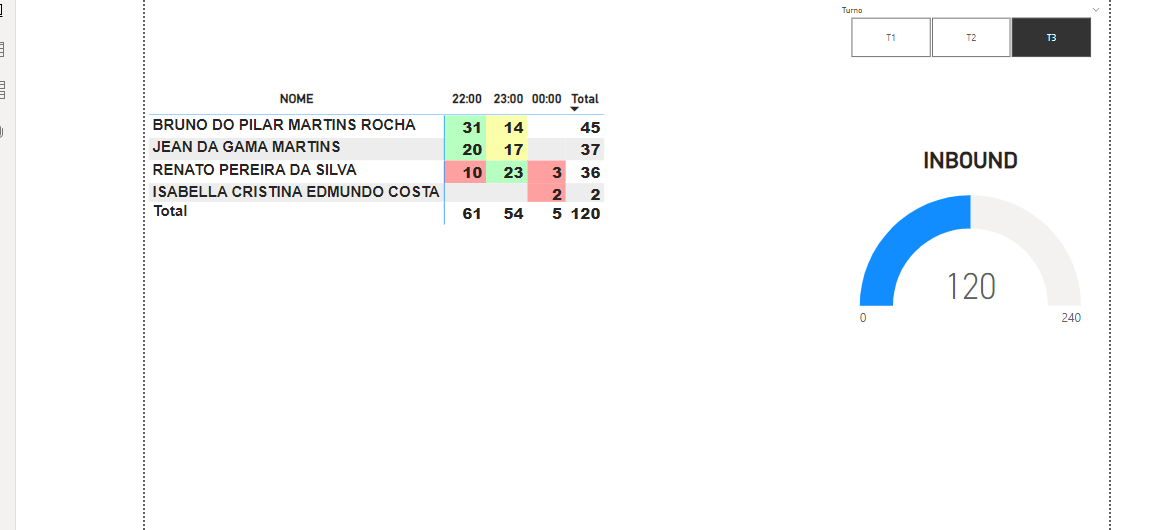 Turno
T1 T2 T3
NOME 22:00 23:00 00:00 Total
BRUNO DO PILAR MARTINS ROCHA 31 14 45
JEAN DA GAMA MARTINS 20 17 37
RENATO PEREIRA DA SILVA 10 23 3 36
ISABELLA CRISTINA EDMUNDO COSTA 2 2
Total 61 54 5 120
INBOUND
120
0 240